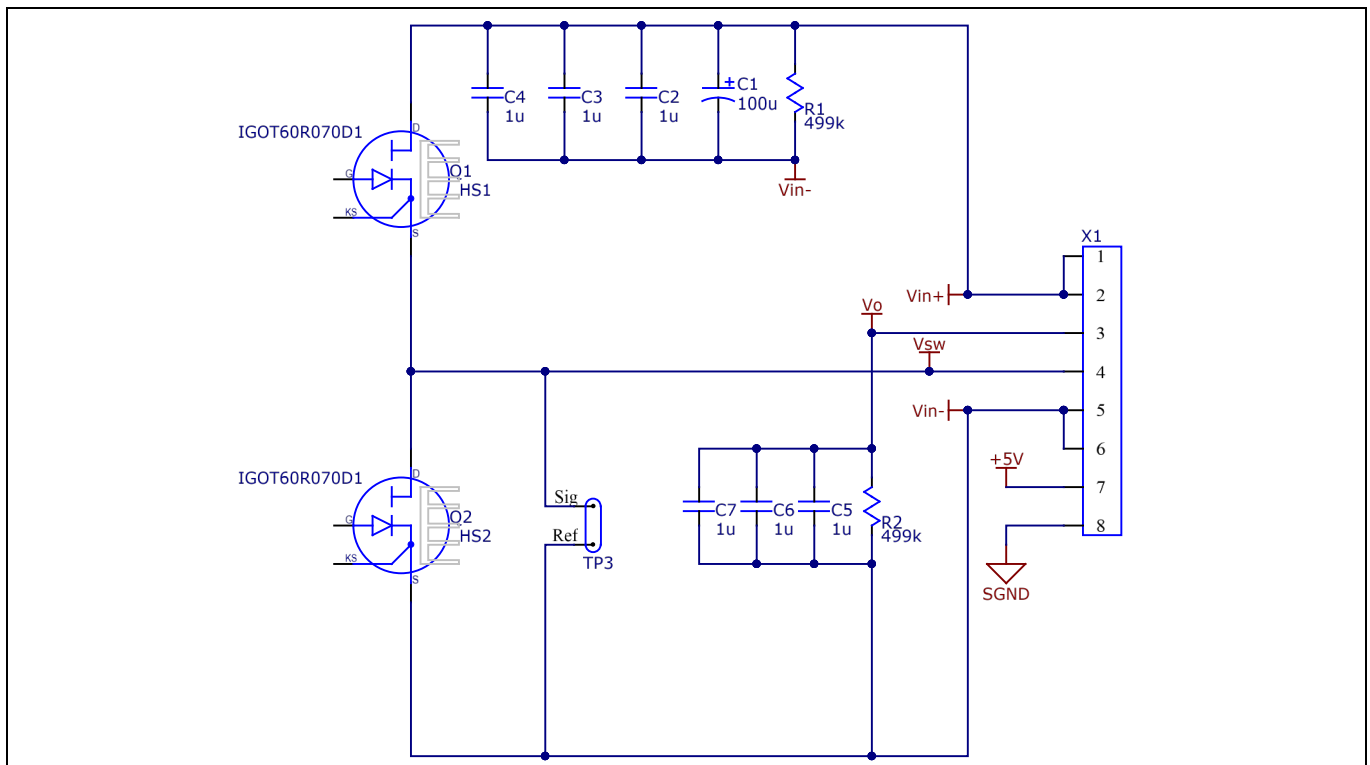 C4
1u
C3
1u
C2
1u
+
C1
100u
R1
499k
Vin-
IGOT60R070D1
D
G
KS
S
Q1
HS1
X1
1
2
3
4
5
6
7
8
Vin+
Vo
Vsw
Vin-
+5V
SGND
IGOT60R070D1
D
G
KS
S
Q2
HS2
Sig
Ref
TP3
C7
1u
C6
1u
C5
1u
R2
499k